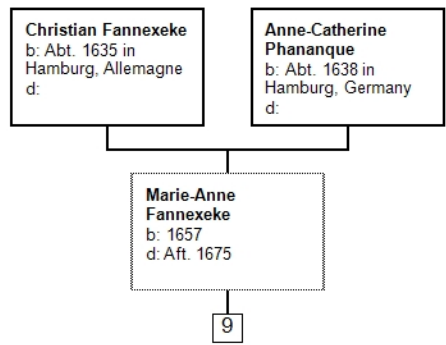 Christian Fannexeke
b: Abt. 1635 in
Hamburg, Allemagne
d:
Anne-Catherine
Phananque
b: Abt. 1638 in
Hamburg, Germany
d:
Marie-Anne
Fannexeke
b: 1657
d: Aft. 1675
9